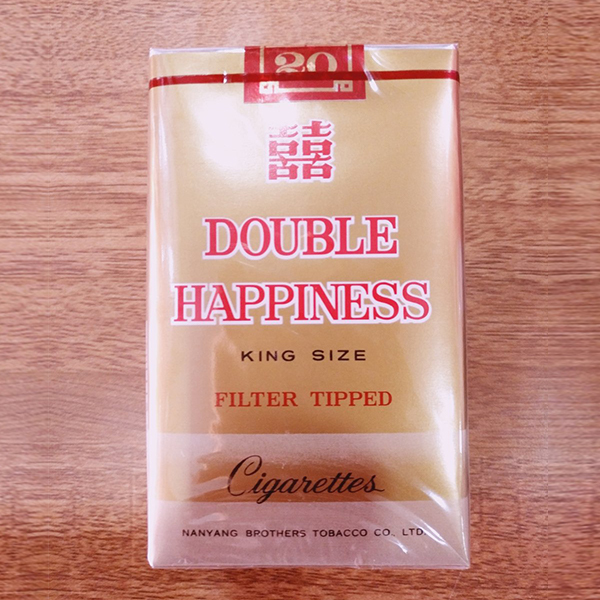 20
囍
DOUBLE
HAPPINESS
KING SIZE
FILTER TIPPED
Cigarettes
NANYANG BROTHERS TOBACCO CO., LTD.